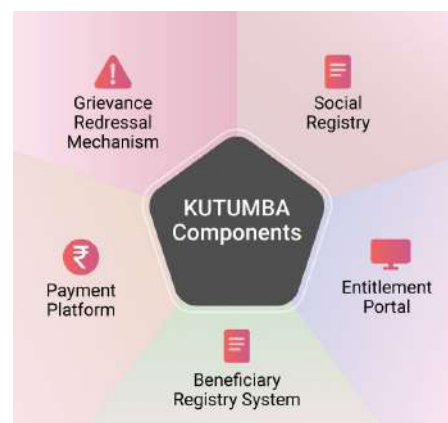 Grievance
Redressal
Mechanism
Social
Registry
KUTUMBA
Components
₹
Payment
Platform
Entitlement
Portal
Beneficiary
Registry System